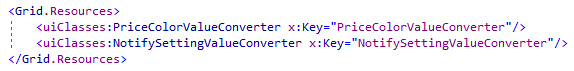 <Grid.Resources>
<uiClasses:PriceColorValueConverter x:Key="PriceColorValueConverter"/>
<uiClasses:NotifySettingValueConverter x:Key="NotifySettingValueConverter"/>
</Grid.Resources>